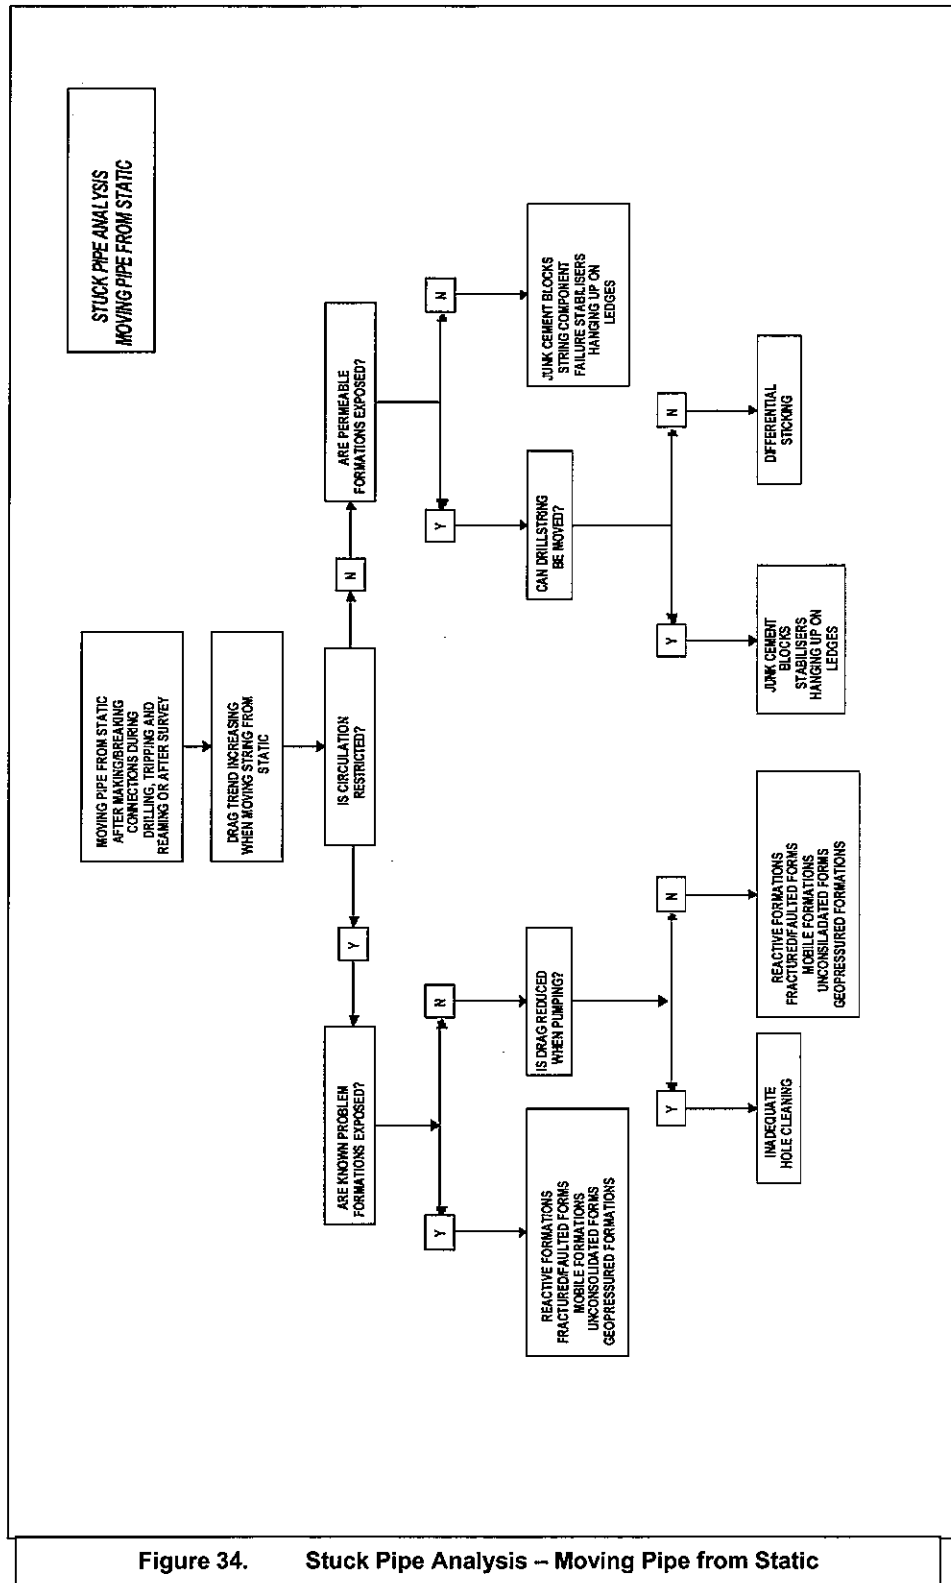 STUCK PIPE ANALYSIS
MOVING PIPE FROM STATIC
MOVING PIPE FROM STATIC
AFTER MAKING/BREAKING
CONNECTIONS DURING
DRILLING, TRIPPING AND
REAMING OR AFTER SURVEY
DRAG TREND INCREASING
WHEN MOVING STRING FROM
STATIC
IS CIRCULATION
RESTRICTED?
Y
N
ARE KNOWN PROBLEM
FORMATIONS EXPOSED?
ARE PERMEABLE
FORMATIONS EXPOSED?
Y
N
Y
N
REACTIVE FORMATIONS
FRACTURED/FAULTED FORMS
MOBILE FORMATIONS
UNCONSOLIDATED FORMS
GEOPRESSURED FORMATIONS
IS DRAG REDUCED
WHEN PUMPING?
CAN DRILLSTRING
BE MOVED?
JUNK CEMENT BLOCKS
STRING COMPONENT
FAILURE STABILISERS
HANGING UP ON
LEDGES
Y
N
Y
N
INADEQUATE
HOLE CLEANING
REACTIVE FORMATIONS
FRACTURED/FAULTED FORMS
MOBILE FORMATIONS
UNCONSILADATED FORMS
GEOPRESSURED FORMATIONS
JUNK CEMENT
BLOCKS
STABILISERS
HANGING UP ON
LEDGES
DIFFERENTIAL
STICKING
Figure 34. Stuck Pipe Analysis – Moving Pipe from Static